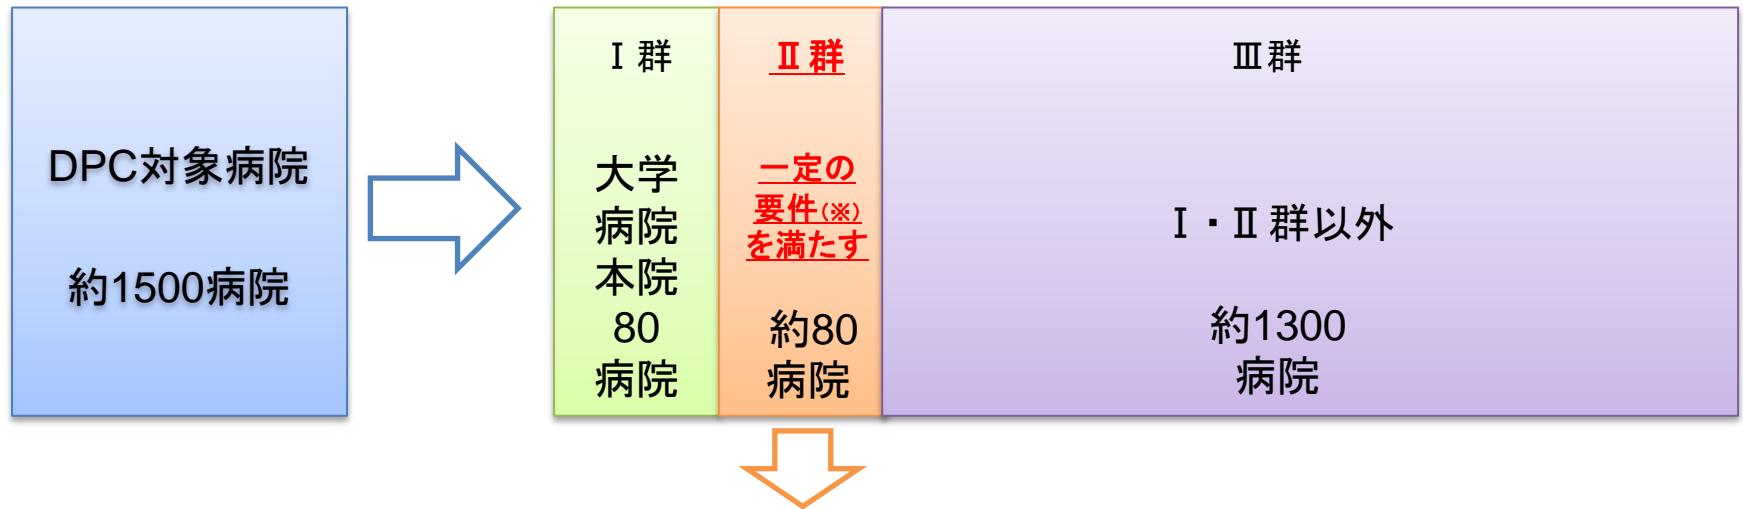 DPC対象病院
約1500病院
Ⅰ群
大学
病院
本院
80
病院
Ⅱ群
一定の
要件(※)
を満たす
約80
病院
Ⅲ群
Ⅰ・Ⅱ群以外
約1300
病院